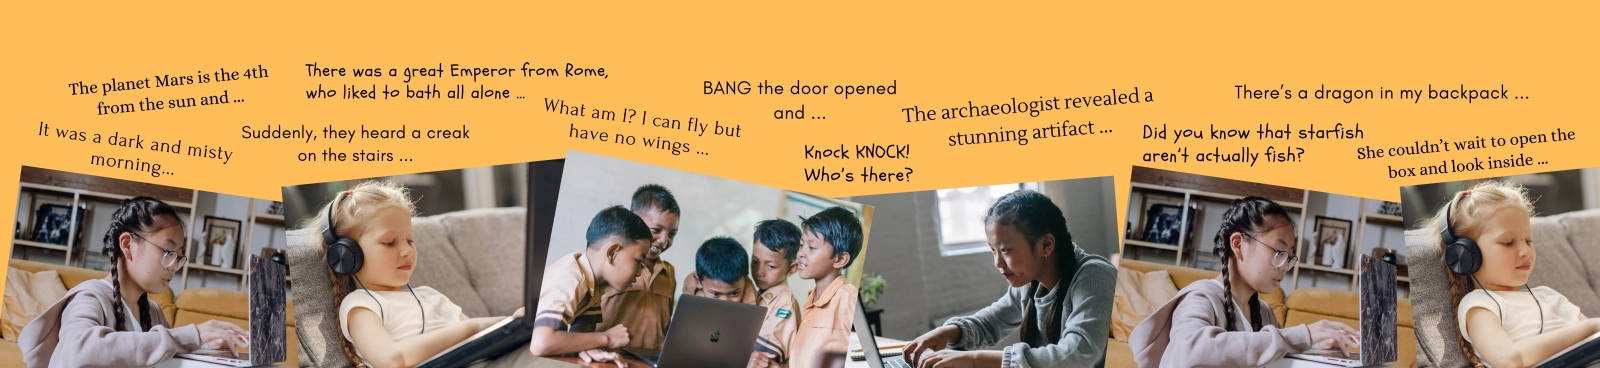 The planet Mars is the 4th
from the sun and ...
It was a dark and misty
morning...
There was a great Emperor from Rome,
who liked to bath all alone ...
Suddenly, they heard a creak
on the stairs ...
What am I? I can fly but
have no wings ...
BANG the door opened
and ...
Knock KNOCK!
Who's there?
The archaeologist revealed a
stunning artifact ...
Did you know that starfish
aren't actually fish?
There's a dragon in my backpack ...
She couldn't wait to open the
box and look inside ...